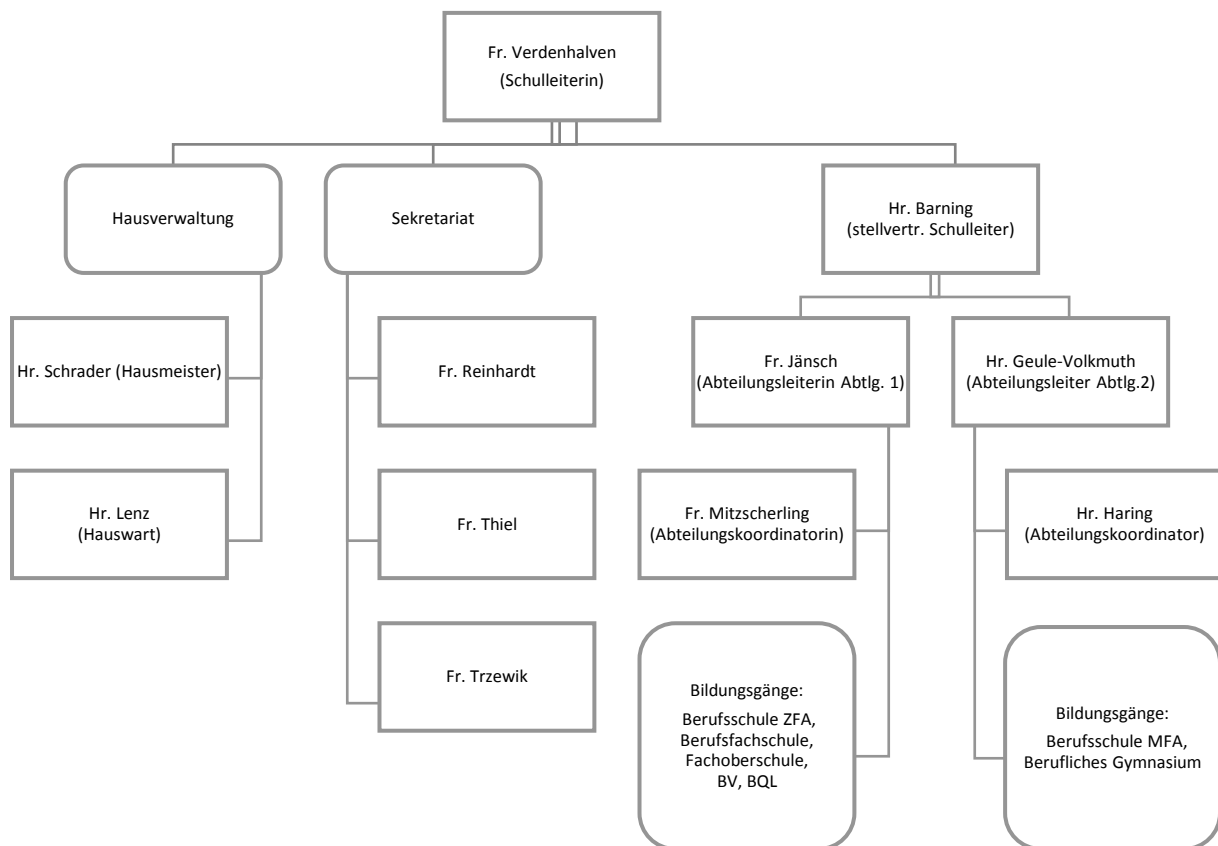 Fr. Verdenhalven
(Schulleiterin)
Hausverwaltung
Sekretariat
Hr. Barning
(stellvertr. Schulleiter)
Hr. Schrader (Hausmeister)
Fr. Reinhardt
Fr. Jänsch
(Abteilungsleiterin Abtlg. 1)
Hr. Geule-Volkmuth
(Abteilungsleiter Abtlg.2)
Hr. Lenz
(Hauswart)
Fr. Thiel
Fr. Mitzscherling
(Abteilungskoordinatorin)
Hr. Haring
(Abteilungskoordinator)
Fr. Trzewik
Bildungsgänge:
Berufsschule ZFA,
Berufsfachschule,
Fachoberschule,
BV, BQL
Bildungsgänge:
Berufsschule MFA,
Berufliches Gymnasium